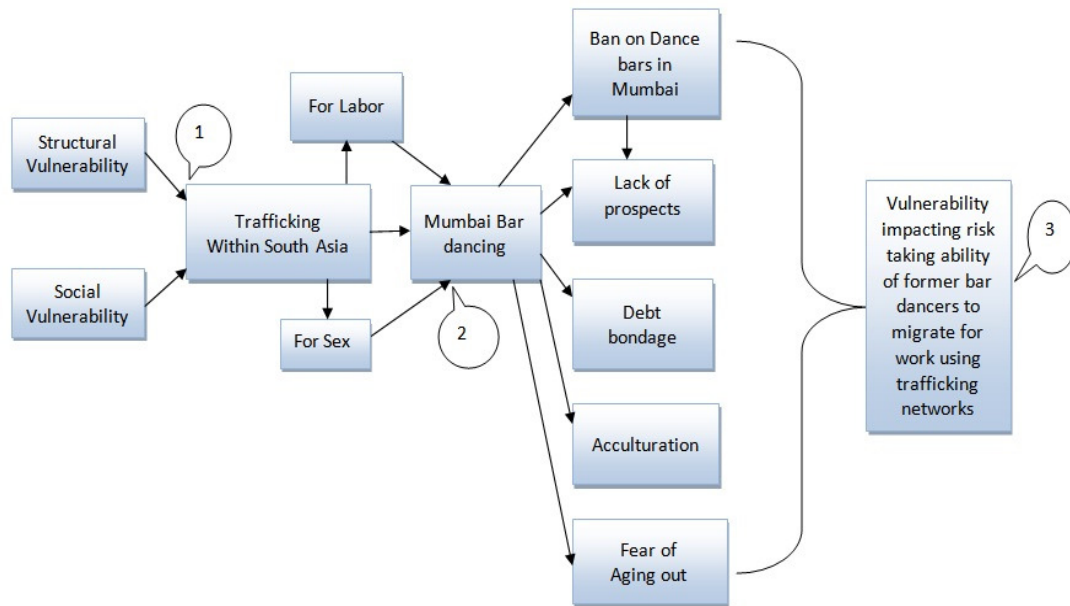 Structural
Vulnerability
Social
Vulnerability
1
Trafficking
Within South Asia
For Labor
For Sex
Mumbai Bar
dancing
2
Ban on Dance
bars in
Mumbai
Lack of
prospects
Debt
bondage
Acculturation
Fear of
Aging out
Vulnerability
impacting risk
taking ability
of former bar
dancers to
migrate for
work using
trafficking
networks
3